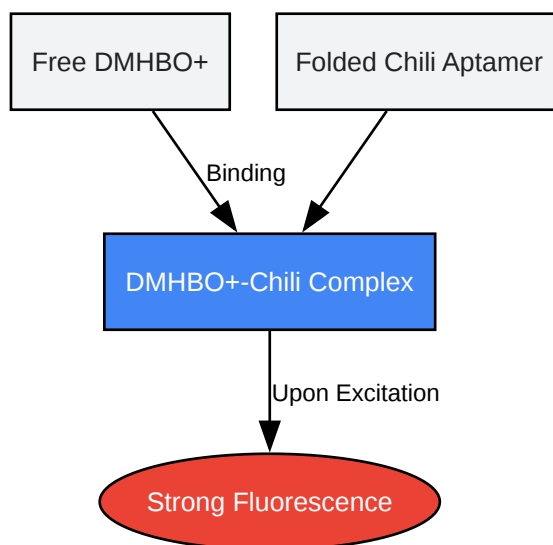 Free DMHBO+
Folded Chili Aptamer
Binding
DMHBO+-Chili Complex
Upon Excitation
Strong Fluorescence